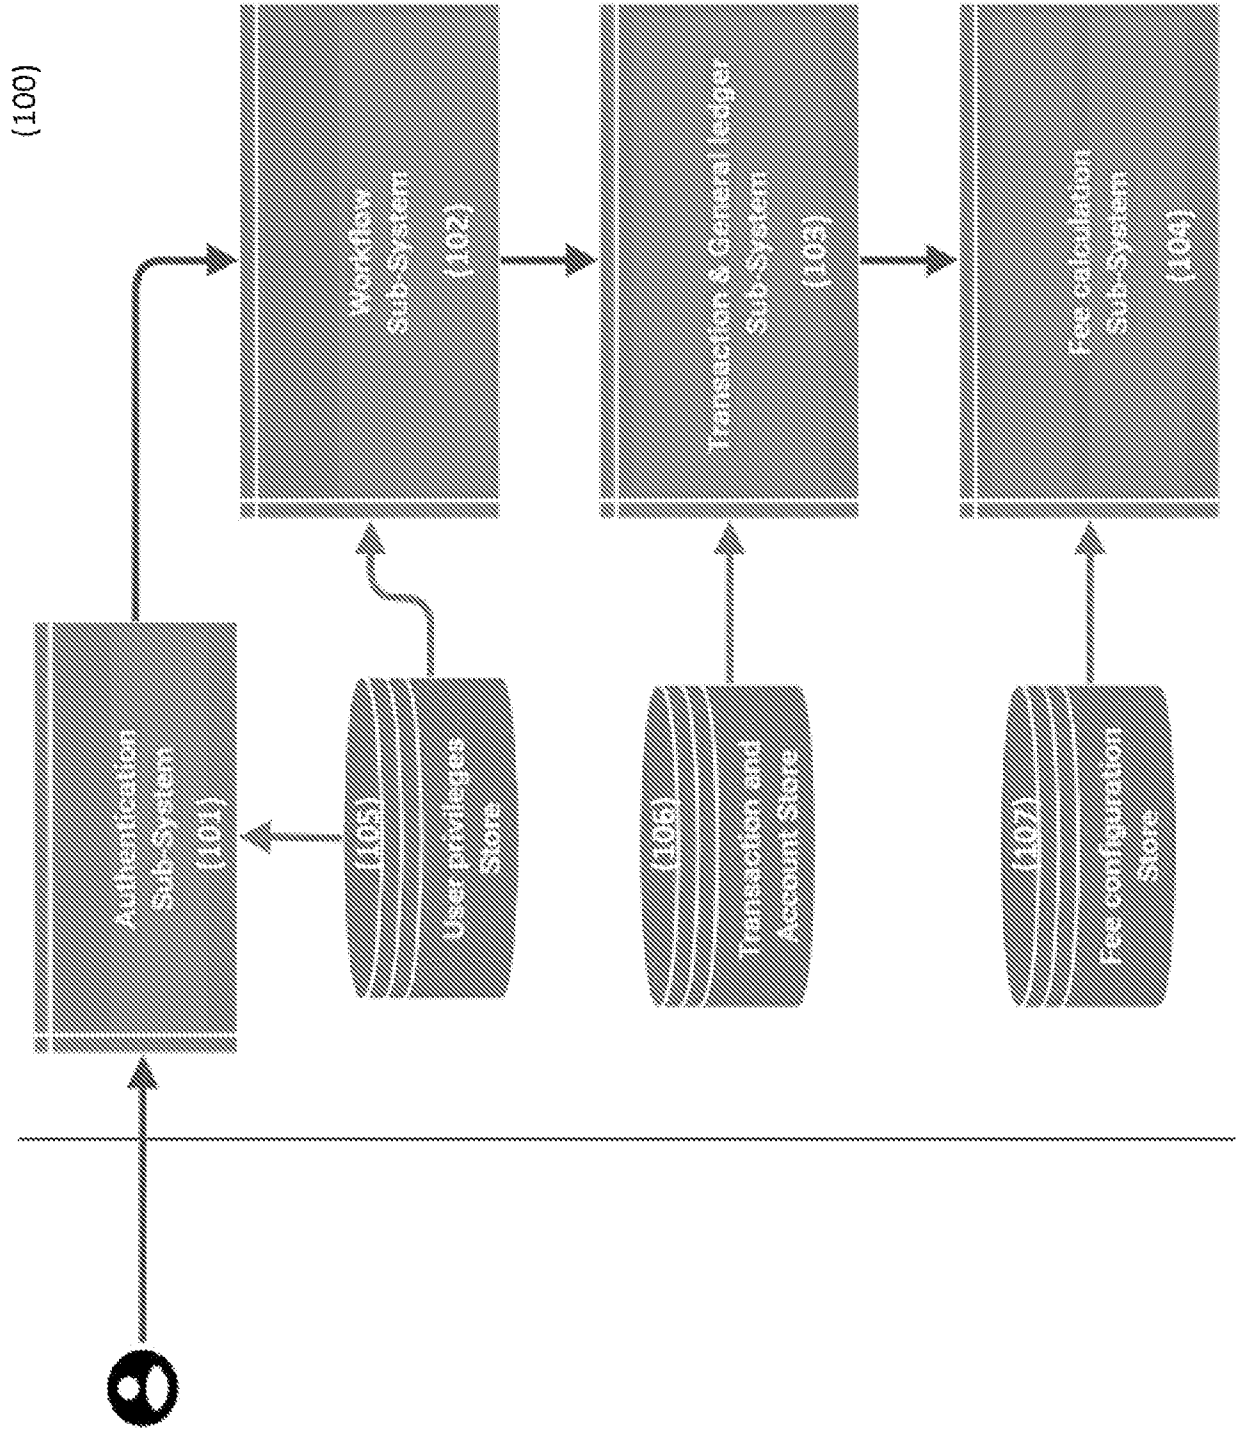 (100)
Authentication
Sub-System
(101)
Workflow
Sub-System
(102)
(105)
User privileges
Store
Transaction & General ledger
Sub-System
(103)
(106)
Transaction and
Account Store
Fee calculation
Sub-System
(104)
(107)
Fee configuration
Store